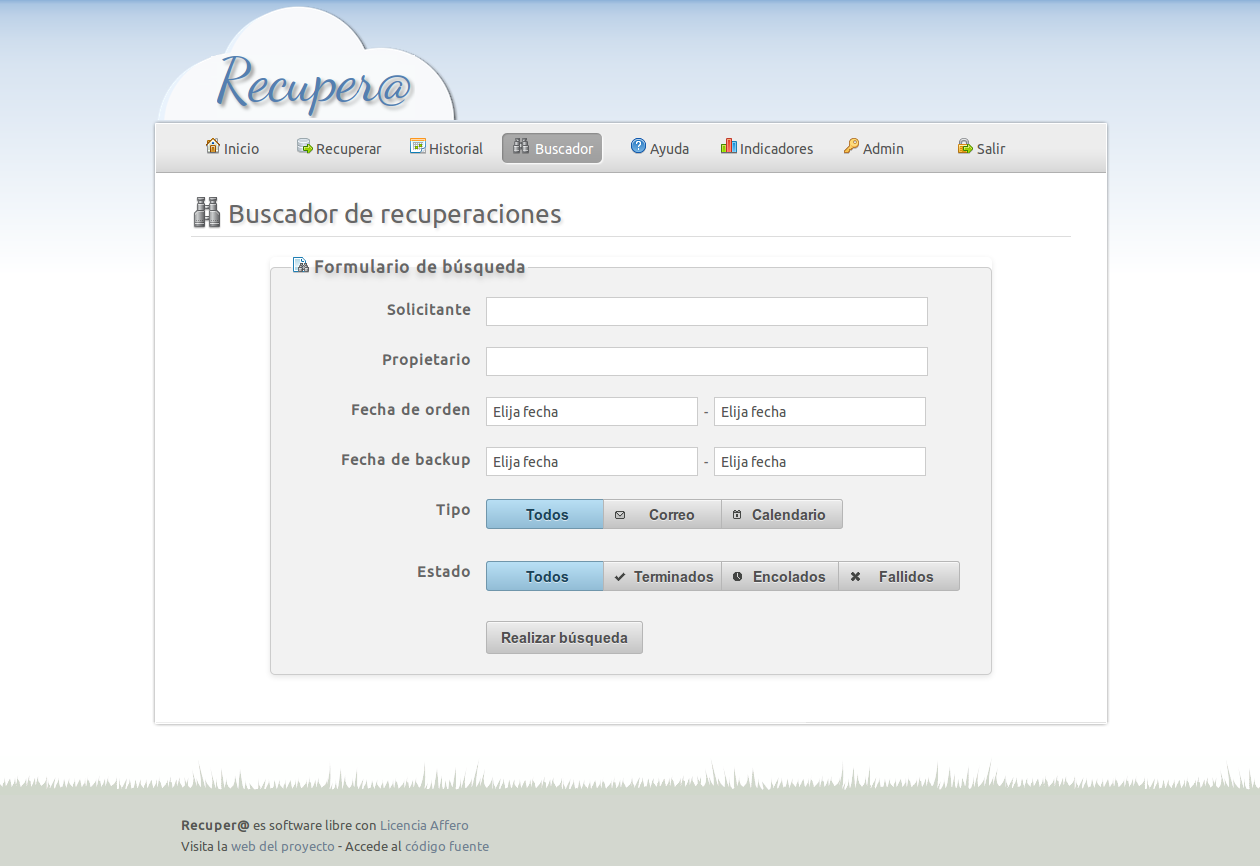 Recuper@
Inicio Recuperar Historial Buscador Ayuda Indicadores Admin Salir
Buscador de recuperaciones
Formulario de búsqueda
Solicitante
Propietario
Fecha de orden Elija fecha - Elija fecha
Fecha de backup Elija fecha - Elija fecha
Tipo Todos Correo Calendario
Estado Todos Terminados Encolados Fallidos
Realizar búsqueda
Recuper@ es software libre con Licencia Affero
Visita la web del proyecto - Accede al código fuente